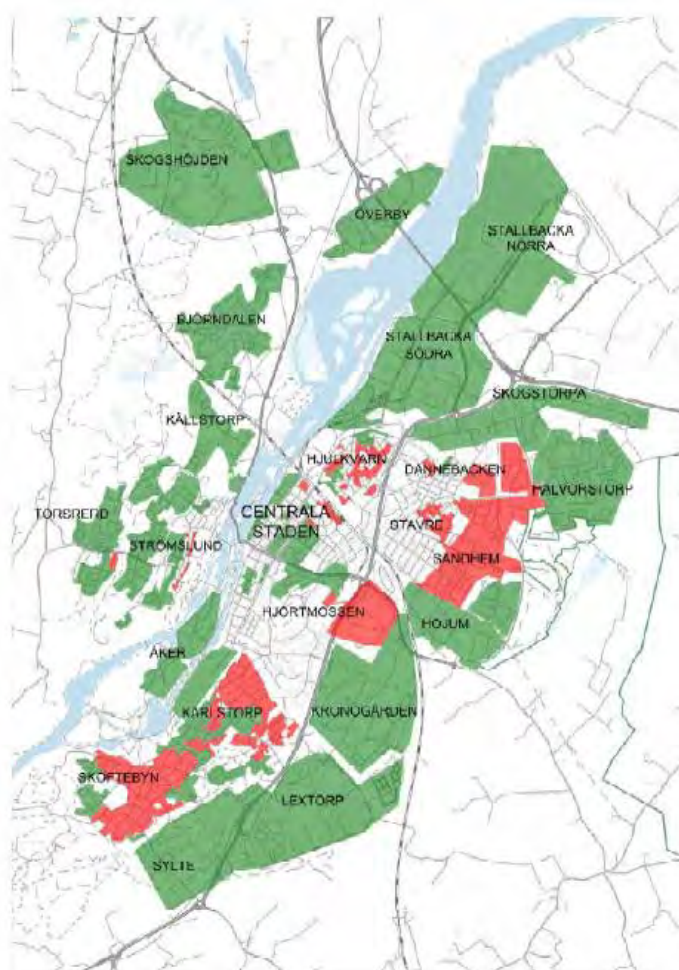 SKOGSHÖJDEN
ÖVERBY
STALLBACKA
NORRA
BJÖRNDALEN
STALLBACKA
SÖDRA
SKOGSTORPA
KÄLLSTORP
HJULKVARN
DANNEBACKEN
HALVORSTORP
TORSRERD
CENTRALA
STADEN
STAVRE
STRÖMSLUND
SANDHEM
HJORTMOSSEN
HÖJUM
ÅKER
KARLSTORP
KRONOGÅRDEN
SKOFTEBYN
LEXTORP
SYLTE